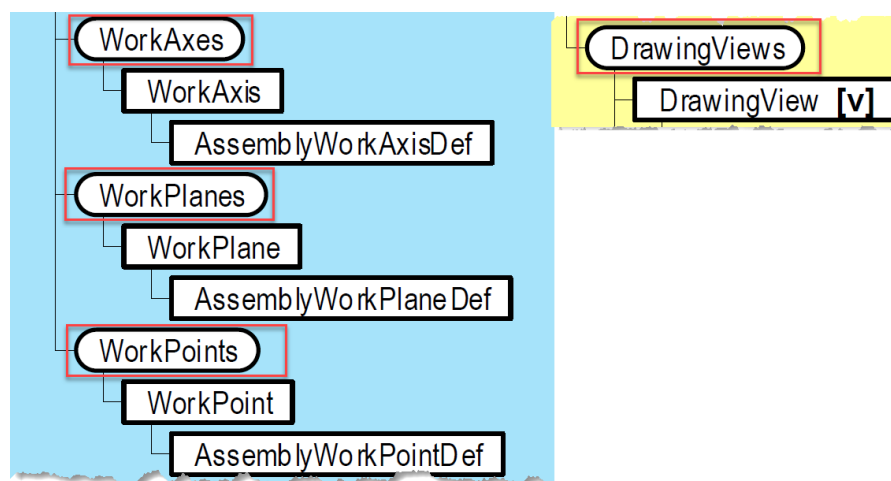 WorkAxes
WorkAxis
AssemblyWorkAxisDef
WorkPlanes
WorkPlane
AssemblyWorkPlaneDef
WorkPoints
WorkPoint
AssemblyWorkPointDef
DrawingViews
DrawingView [v]